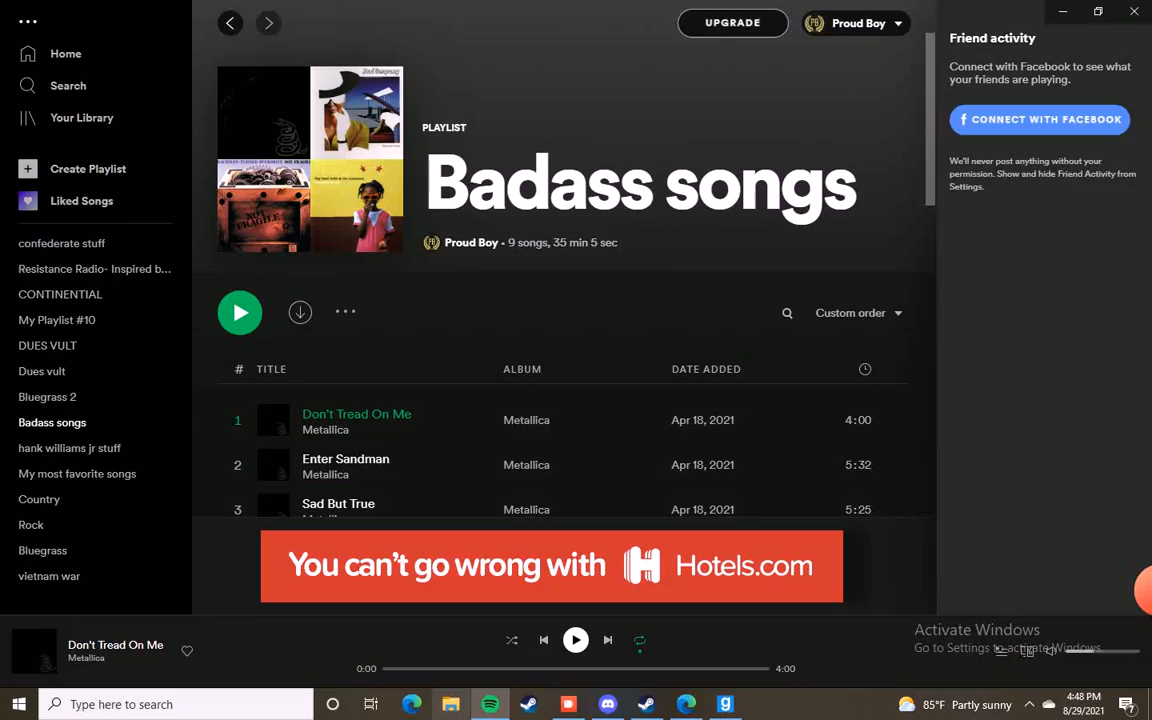 Home
Search
Your Library
Create Playlist
Liked Songs
confederate stuff
Resistance Radio- Inspired b...
CONTINENTIAL
My Playlist #10
DUES VULT
Dues vult
Bluegrass 2
Badass songs
hank williams jr stuff
My most favorite songs
Country
Rock
Bluegrass
vietnam war
UPGRADE
PB Proud Boy
PLAYLIST
Badass songs
PB Proud Boy • 9 songs, 35 min 5 sec
NOT FRAGILE
Custom order
# TITLE ALBUM DATE ADDED
1 Don't Tread On Me Metallica Apr 18, 2021 4:00
Metallica
2 Enter Sandman Metallica Apr 18, 2021 5:32
Metallica
3 Sad But True Metallica Apr 18, 2021 5:25
Metallica
You can't go wrong with Hotels.com
Friend activity
Connect with Facebook to see what
your friends are playing.
f CONNECT WITH FACEBOOK
We'll never post anything without your
permission. Show and hide Friend Activity from
Settings.
Don't Tread On Me
Metallica
0:00 4:00
Activate Windows
Go to Settings to activate Windows.
Type here to search
85°F Partly sunny
4:48 PM
8/29/2021
7